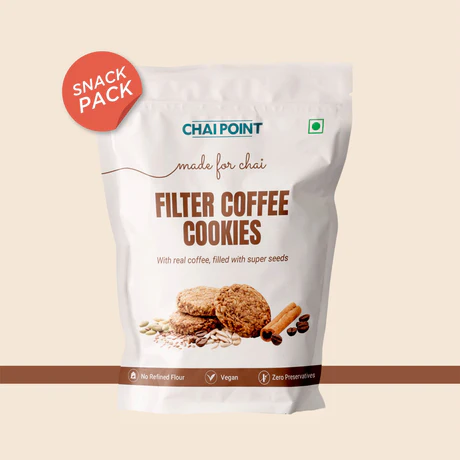 SNACK
PACK
CHAI POINT
made for chai
FILTER COFFEE
COOKIES
With real coffee, filled with super seeds
No Refined Flour
Vegan
Zero Preservatives